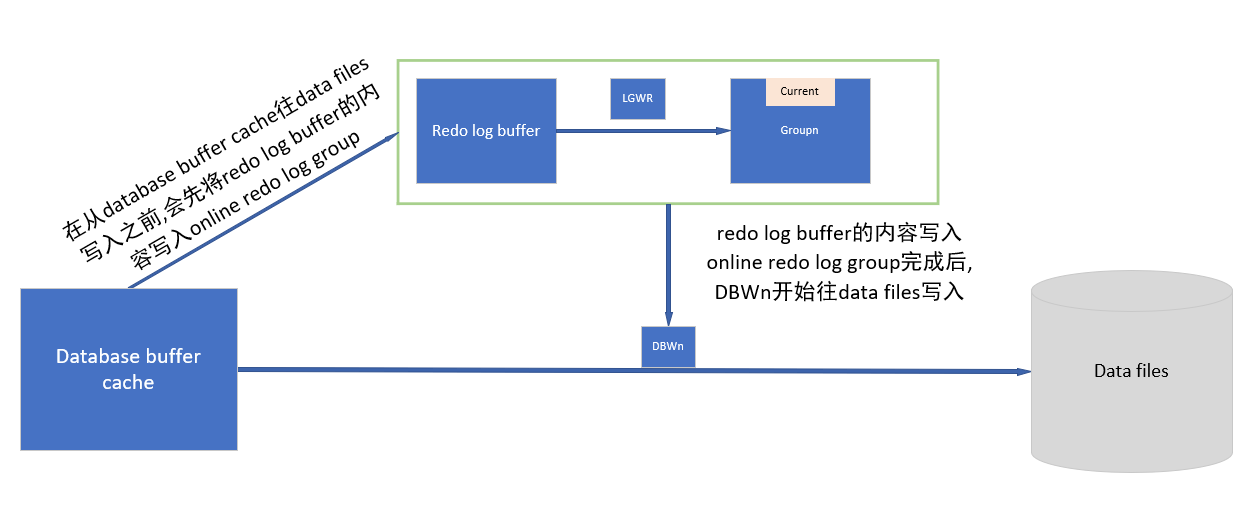 在从database buffer cache往data files
写入之前,会先将redo log buffer的内
容写入online redo log group
Redo log buffer
LGWR
Current
Groupn
redo log buffer的内容写入
online redo log group完成后,
DBWn开始往data files写入
DBWn
Database buffer
cache
Data files